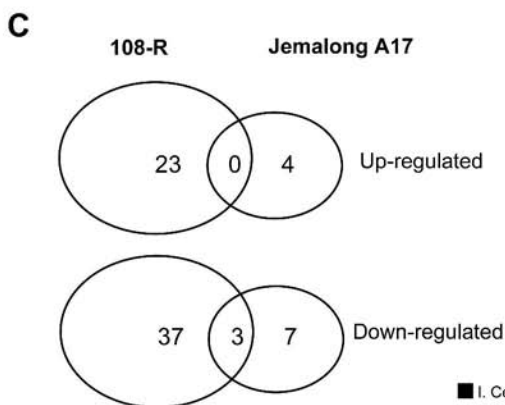 C
108-R Jemalong A17
23 0 4 Up-regulated
37 3 7 Down-regulated
I.